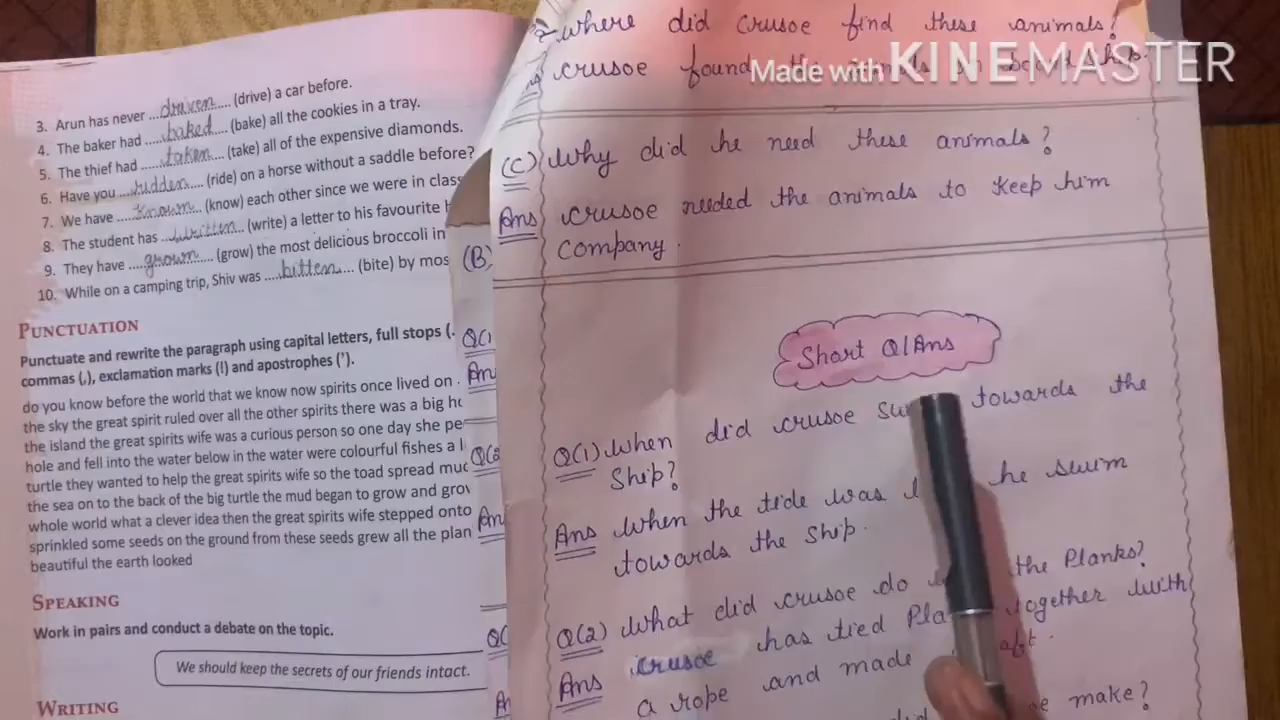 3. Arun has never ...driven.... (drive) a car before.
4. The baker had ....baked.... (bake) all the cookies in a tray.
5. The thief had .....taken.... (take) all of the expensive diamonds.
6. Have you ...ridden.... (ride) on a horse without a saddle before?
7. We have ....known.... (know) each other since we were in class
8. The student has ...written... (write) a letter to his favourite
9. They have ...grown.... (grow) the most delicious broccoli in
10. While on a camping trip, Shiv was ....bitten.... (bite) by mos
PUNCTUATION
Punctuate and rewrite the paragraph using capital letters, full stops (.
commas (,), exclamation marks (!) and apostrophes (').
do you know before the world that we know now spirits once lived on
the sky the great spirit ruled over all the other spirits there was a big
the island the great spirits wife was a curious person so one day she
hole and fell into the water below in the water were colourful fishes a
turtle they wanted to help the great spirits wife so the toad spread
the sea on to the back of the big turtle the mud began to grow and
whole world what a clever idea then the great spirits wife stepped onto
sprinkled some seeds on the ground from these seeds grew all the
beautiful the earth looked
SPEAKING
Work in pairs and conduct a debate on the topic.
We should keep the secrets of our friends intact.
WRITING
(B)
Q(1
An
Q(2
An
Q(
A
where did crusoe find these animals?
Ans crusoe found
Made with KINEMASTER
(C) Why did he need these animals?
Ans crusoe needed the animals to keep him
company.
Short Q/Ans
Q(1) When did crusoe towards the
Ship?
Ans When the tide was he swim
towards the ship.
Q(2) What did crusoe do the Planks?
Ans crusoe has tied together with
a rope and made
make?